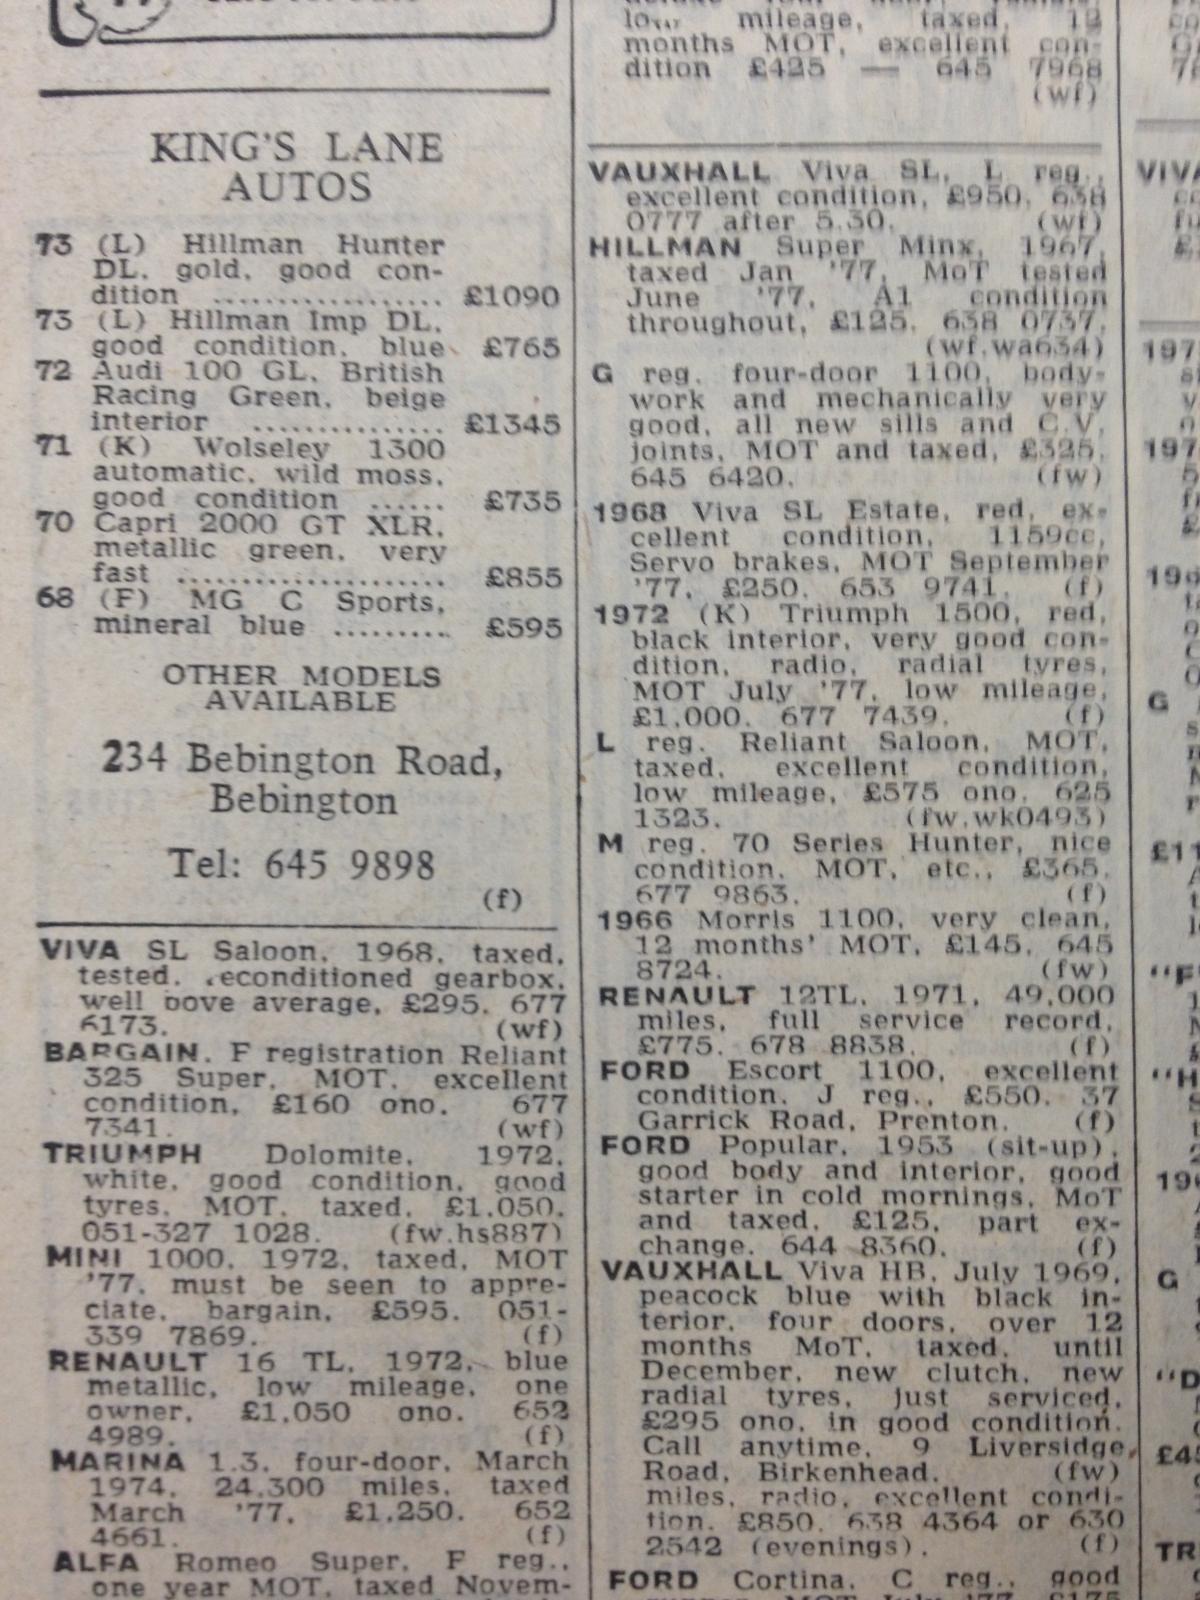 KING'S LANE
AUTOS
73 (L) Hillman Hunter
DL, gold, good con-
dition .................. £1090
73 (L) Hillman Imp DL,
good condition, blue £765
72 Audi 100 GL, British
Racing Green, beige
interior ............... £1345
71 (K) Wolseley 1300
automatic, wild moss,
good condition ...... £735
70 Capri 2000 GT XLR,
metallic green, very
fast ..................... £855
68 (F) MG C Sports,
mineral blue .......... £595
OTHER MODELS
AVAILABLE
234 Bebington Road,
Bebington
Tel: 645 9898
(f)
VIVA SL Saloon, 1968, taxed,
tested, .econditioned gearbox,
well bove average, £295. 677
6173. (wf)
BARGAIN. F registration Reliant
325 Super, MOT, excellent
condition, £160 ono. 677
7341. (wf)
TRIUMPH Dolomite, 1972,
white, good condition, good
tyres, MOT, taxed, £1,050.
051-327 1028. (fw.hs887)
MINI 1000, 1972, taxed, MOT
'77, must be seen to appre-
ciate, bargain, £595. 051-
339 7869. (f)
RENAULT 16 TL, 1972, blue
metallic, low mileage, one
owner, £1,050 ono. 652
4989. (f)
MARINA 1.3, four-door, March
1974, 24,300 miles, taxed
March '77, £1,250. 652
4661. (f)
ALFA Romeo Super, F reg.,
one year MOT, taxed Novem-
mileage, taxed, 12
months MOT, excellent con-
dition £425 — 645 7968
(wf)
VAUXHALL Viva SL, L reg.,
excellent condition, £950. 638
0777 after 5.30. (wf)
HILLMAN Super Minx, 1967,
taxed Jan '77, MoT tested
June '77, A1 condition
throughout, £125. 638 0737.
(wf.wa634)
G reg. four-door 1100, body-
work and mechanically very
good, all new sills and C.V.
joints, MOT and taxed, £325.
645 6420. (fw)
1968 Viva SL Estate, red, ex-
cellent condition, 1159cc,
Servo brakes, MOT September
'77, £250. 653 9741. (f)
1972 (K) Triumph 1500, red,
black interior, very good con-
dition, radio, radial tyres,
MOT July '77, low mileage,
£1,000. 677 7439. (f)
L reg. Reliant Saloon, MOT,
taxed, excellent condition,
low mileage, £575 ono. 625
1323. (fw.wk0493)
M reg. 70 Series Hunter, nice
condition, MOT, etc., £365.
677 9863. (f)
1966 Morris 1100, very clean,
12 months' MOT, £145. 645
8724. (fw)
RENAULT 12TL, 1971, 49,000
miles, full service record,
£775. 678 8838. (f)
FORD Escort 1100, excellent
condition, J reg., £550. 37
Garrick Road, Prenton. (f)
FORD Popular, 1953 (sit-up),
good body and interior, good
starter in cold mornings, MoT
and taxed, £125, part ex-
change. 644 8360. (f)
VAUXHALL Viva HB, July 1969,
peacock blue with black in-
terior, four doors, over 12
months MoT, taxed, until
December, new clutch, new
radial tyres, just serviced,
£295 ono, in good condition.
Call anytime, 9 Liversidge
Road, Birkenhead. (fw)
miles, radio, excellent condi-
tion, £850. 638 4364 or 630
2542 (evenings). (f)
FORD Cortina, C reg., good
MOT July '77, £175